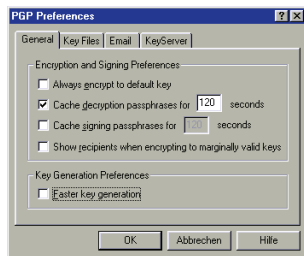 PGP Preferences
General Key Files Email KeyServer
Encryption and Signing Preferences
Always encrypt to default key
Cache decryption passphrases for 120 seconds
Cache signing passphrases for 120 seconds
Show recipients when encrypting to marginally valid keys
Key Generation Preferences
Faster key generation
OK Abbrechen Hilfe